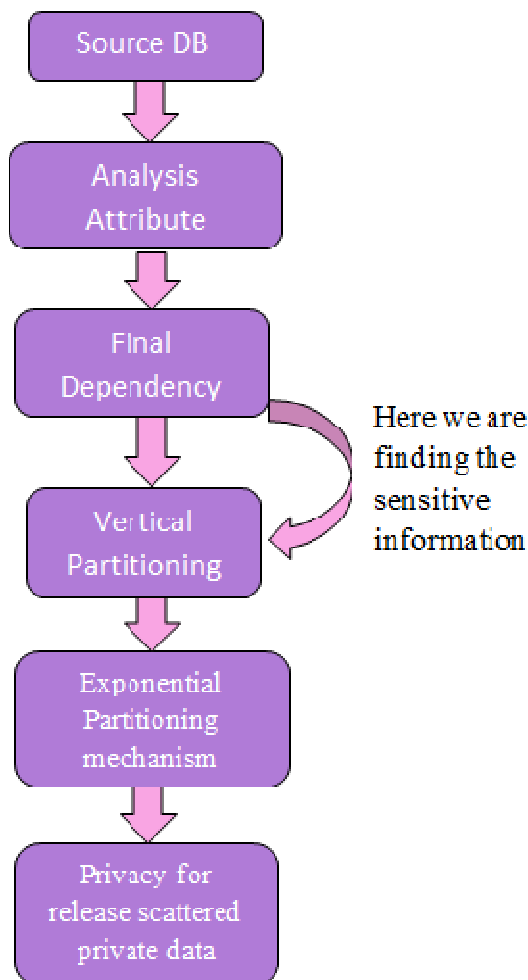 Source DB
Analysis
Attribute
FInal
Dependency
Here we are
finding the
sensitive
information
Vertical
Partitioning
Exponential
Partitioning
mechanism
Privacy for
release scattered
private data